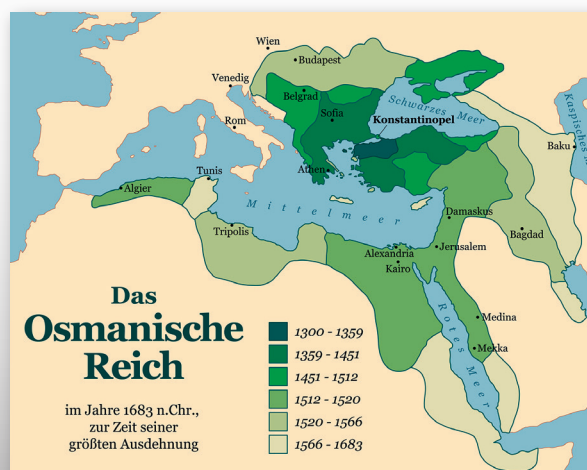 Wien
Budapest
Venedig
Belgrad
Schwarzes Meer
Kaspisches
Sofia
Konstantinopel
Rom
Baku
Athen
Tunis
Algier
Mittelmeer
Damaskus
Tripolis
Bagdad
Alexandria
Jerusalem
Kairo
Das
Osmanische
Reich
im Jahre 1683 n.Chr.,
zur Zeit seiner
größten Ausdehnung
1300 - 1359
1359 - 1451
1451 - 1512
1512 - 1520
1520 - 1566
1566 - 1683
Rotes Meer
Medina
Mekka